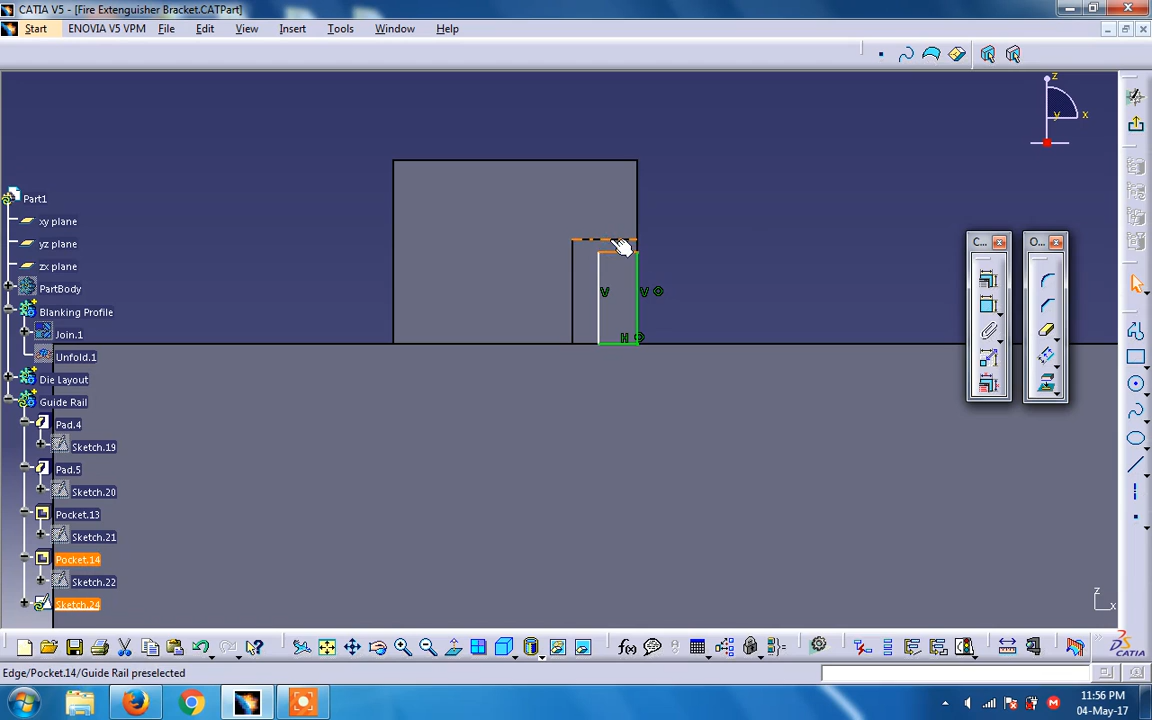 CATIA V5 - [Fire Extinguisher Bracket.CATPart]
Start ENOVIA V5 VPM File Edit View Insert Tools Window Help
z
y x
Part1
xy plane
yz plane
zx plane
PartBody
Blanking Profile
Join.1
Unfold.1
Die Layout
Guide Rail
Pad.4
Sketch.19
Pad.5
Sketch.20
Pocket.13
Sketch.21
Pocket.14
Sketch.22
Sketch.24
V V
H
C... O...
z
x
f(x)
CATIA
Edge/Pocket.14/Guide Rail preselected
11:56 PM
04-May-17